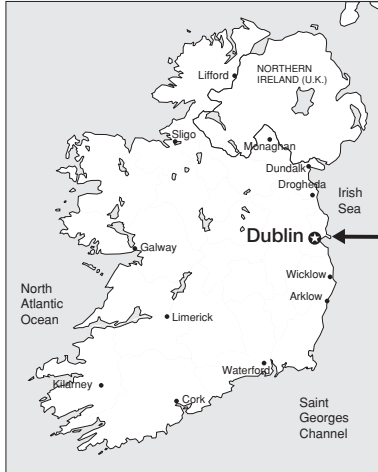 Lifford
NORTHERN
IRELAND (U.K.)
Sligo
Monaghan
Dundalk
Drogheda
Irish
Sea
Dublin
Galway
Wicklow
North
Atlantic
Ocean
Arklow
Limerick
Waterford
Kilarney
Cork
Saint
Georges
Channel